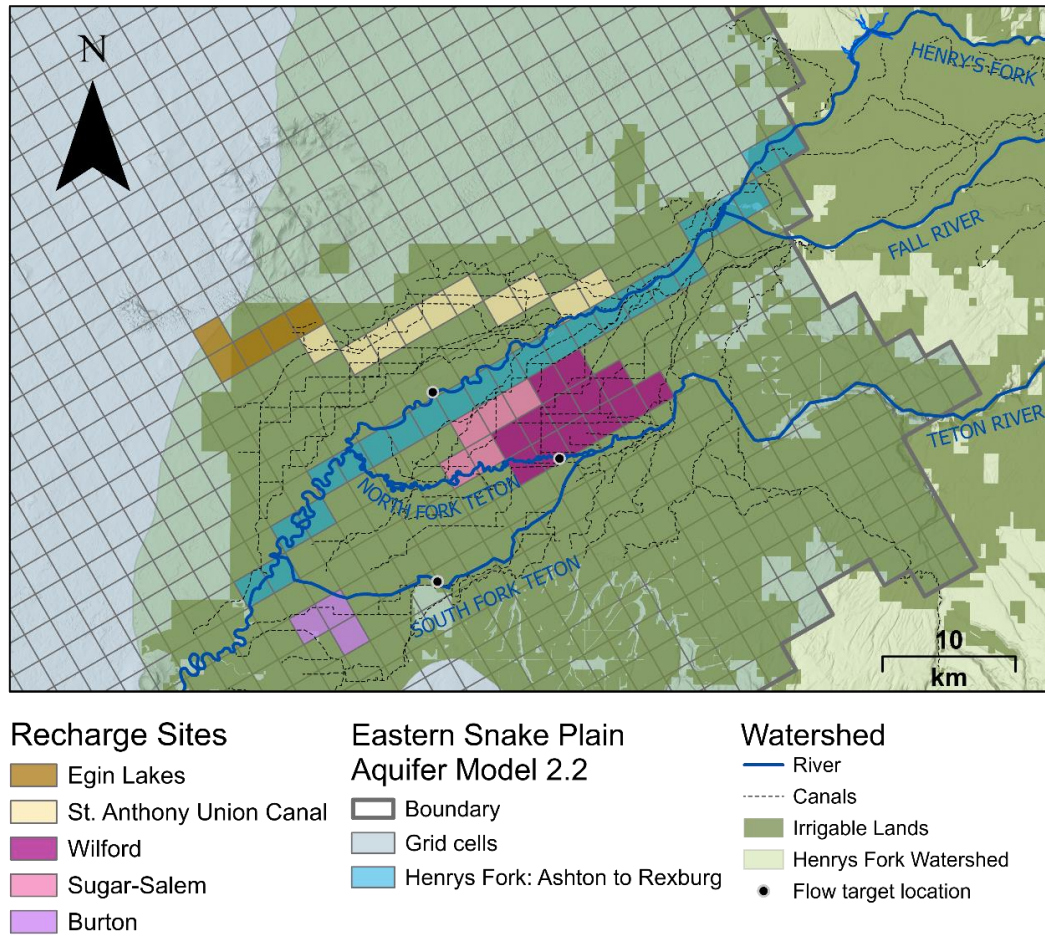 N
HENRY'S FORK
FALL RIVER
TETON RIVER
NORTH FORK TETON
SOUTH FORK TETON
10
km
Recharge Sites
Egin Lakes
St. Anthony Union Canal
Wilford
Sugar-Salem
Burton
Eastern Snake Plain
Aquifer Model 2.2
Boundary
Grid cells
Henrys Fork: Ashton to Rexburg
Watershed
River
Canals
Irrigable Lands
Henrys Fork Watershed
Flow target location